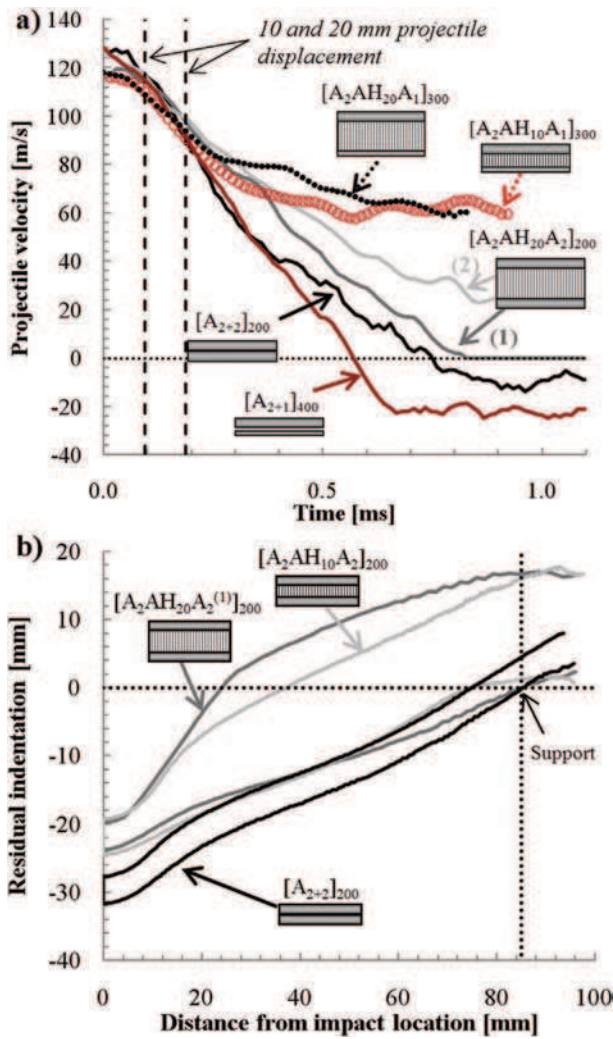 a)
10 and 20 mm projectile
displacement
[A₂AH₂₀A₁]₃₀₀
[A₂AH₁₀A₁]₃₀₀
[A₂AH₂₀A₂]₂₀₀
(2)
(1)
[A₂₊₂]₂₀₀
[A₂₊₁]₄₀₀
Projectile velocity [m/s]
140
120
100
80
60
40
20
0
-20
-40
0.0
0.5
1.0
Time [ms]
b)
[A₂AH₁₀A₂]₂₀₀
[A₂AH₂₀A₂⁽¹⁾]₂₀₀
Support
[A₂₊₂]₂₀₀
Residual indentation [mm]
20
10
0
-10
-20
-30
-40
0
20
40
60
80
100
Distance from impact location [mm]